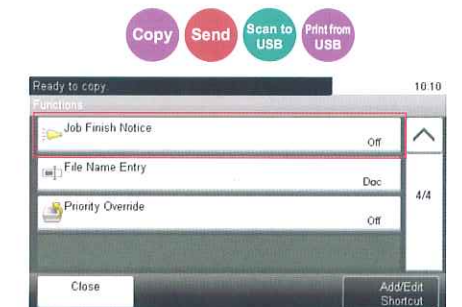 Copy
Send
Scan to
USB
Print from
USB
Ready to copy.
10:10
Functions
Job Finish Notice
Off
File Name Entry
Doc
4/4
Priority Override
Off
Close
Add/Edit
Shortcut